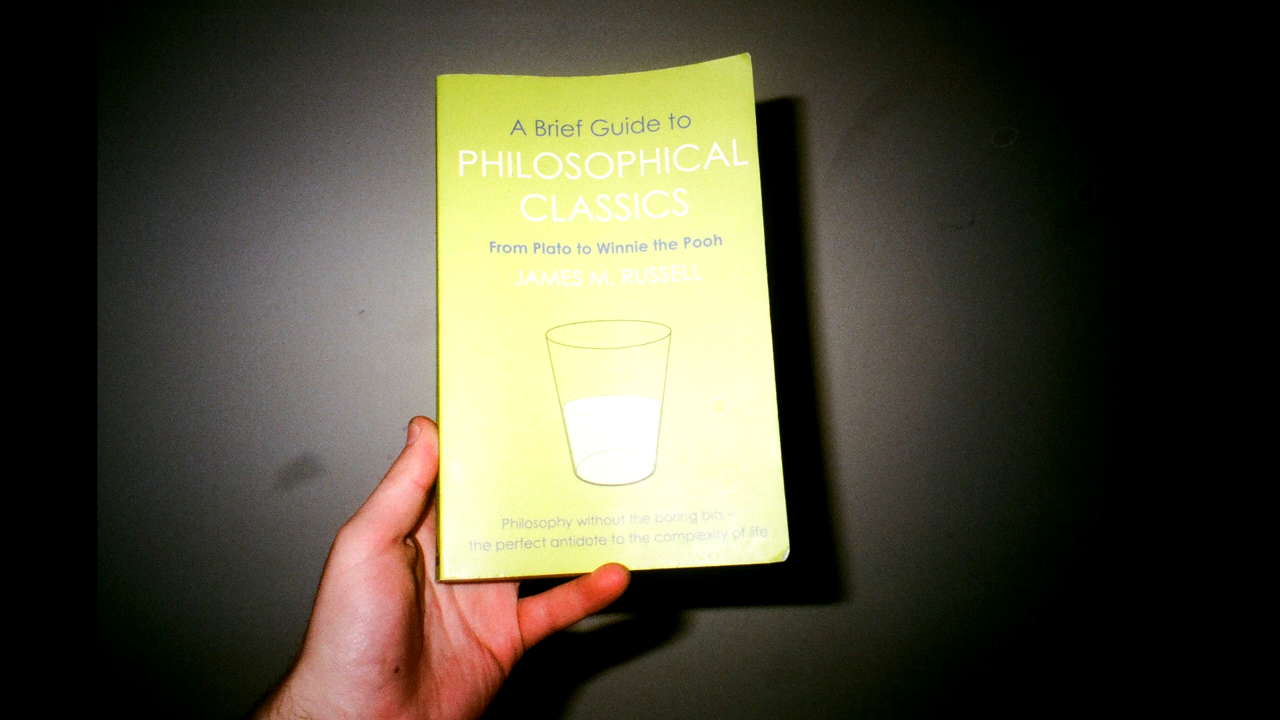 A Brief Guide to
PHILOSOPHICAL
CLASSICS
From Plato to Winnie the Pooh
JAMES M. RUSSELL
Philosophy without the boring bits –
the perfect antidote to the complexity of life